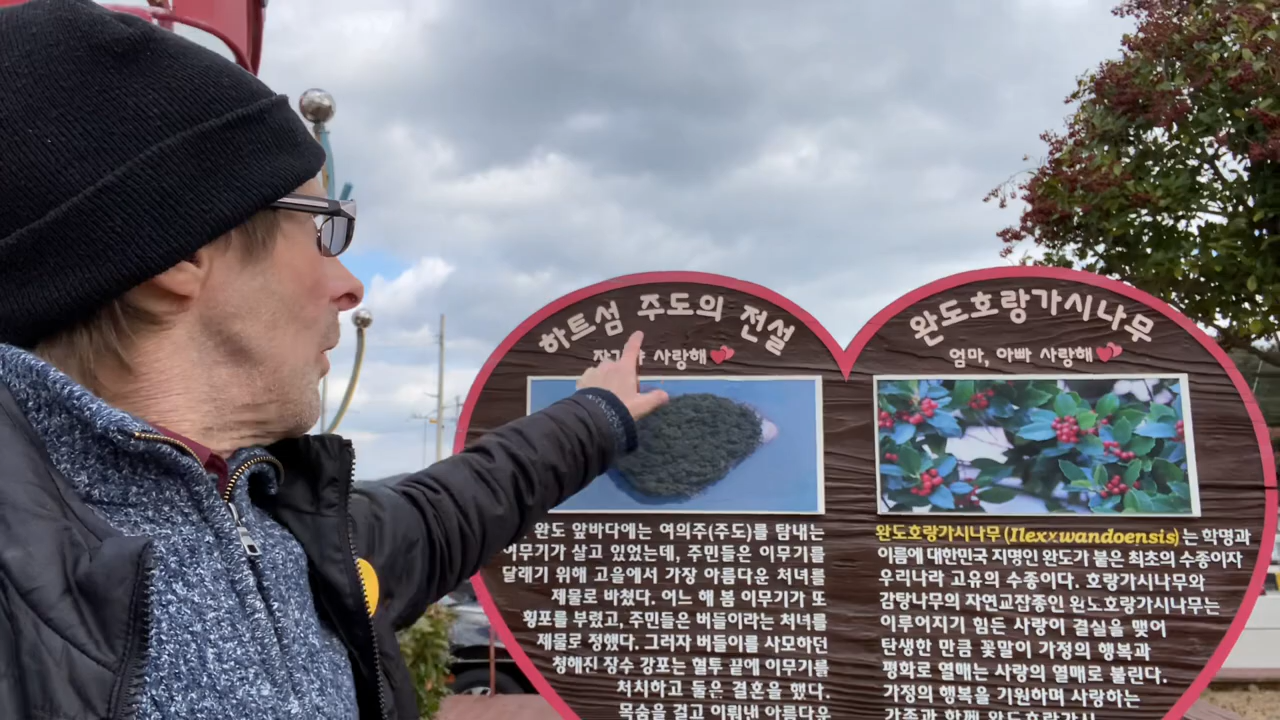 하트섬 주도의 전설
사랑해
완도 앞바다에는 여의주(주도)를 탐내는
이무기가 살고 있었는데, 주민들은 이무기를
달래기 위해 고을에서 가장 아름다운 처녀를
제물로 바쳤다. 어느 해 봄 이무기가 또
횡포를 부렸고, 주민들은 버들이라는 처녀를
제물로 정했다. 그러자 버들이를 사모하던
청해진 장수 강포는 혈투 끝에 이무기를
처치하고 둘은 결혼을 했다.
목숨을 걸고 이뤄낸 아름다운
완도호랑가시나무
엄마, 아빠 사랑해
완도호랑가시나무 (Ilexxwandoensis) 는 학명과
이름에 대한민국 지명인 완도가 붙은 최초의 수종이자
우리나라 고유의 수종이다. 호랑가시나무와
감탕나무의 자연교잡종인 완도호랑가시나무는
이루어지기 힘든 사랑이 결실을 맺어
탄생한 만큼 꽃말이 가정의 행복과
평화로 열매는 사랑의 열매로 불린다.
가정의 행복을 기원하며 사랑하는
가족과 함께 완도호랑가시